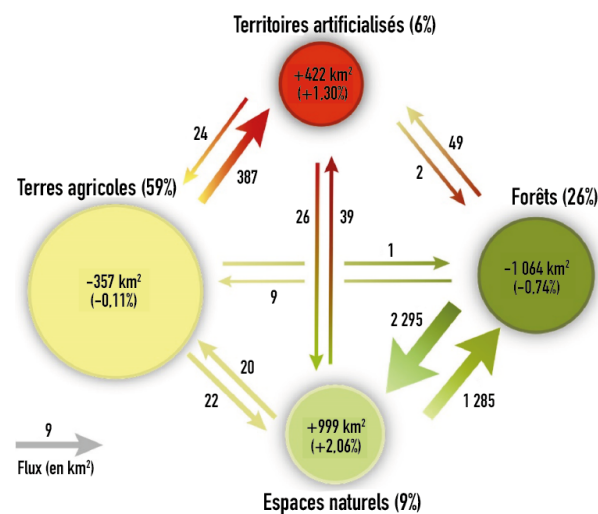 Territoires artificialisés (6%)
+422 km²
(+1.30%)
24
387
49
2
Terres agricoles (59%)
Forêts (26%)
26
39
1
9
-357 km²
(-0,11%)
-1 064 km²
(-0.74%)
2 295
1 285
20
22
+999 km²
(+2.06%)
9
Flux (en km²)
Espaces naturels (9%)